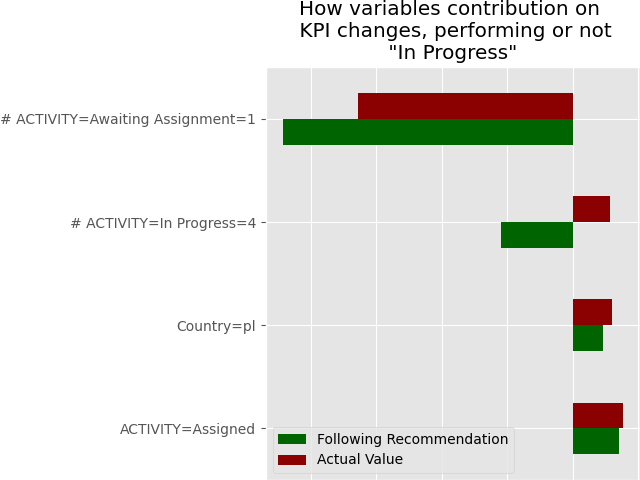 How variables contribution on
KPI changes, performing or not
"In Progress"
# ACTIVITY=Awaiting Assignment=1
# ACTIVITY=In Progress=4
Country=pl
ACTIVITY=Assigned
Following Recommendation
Actual Value